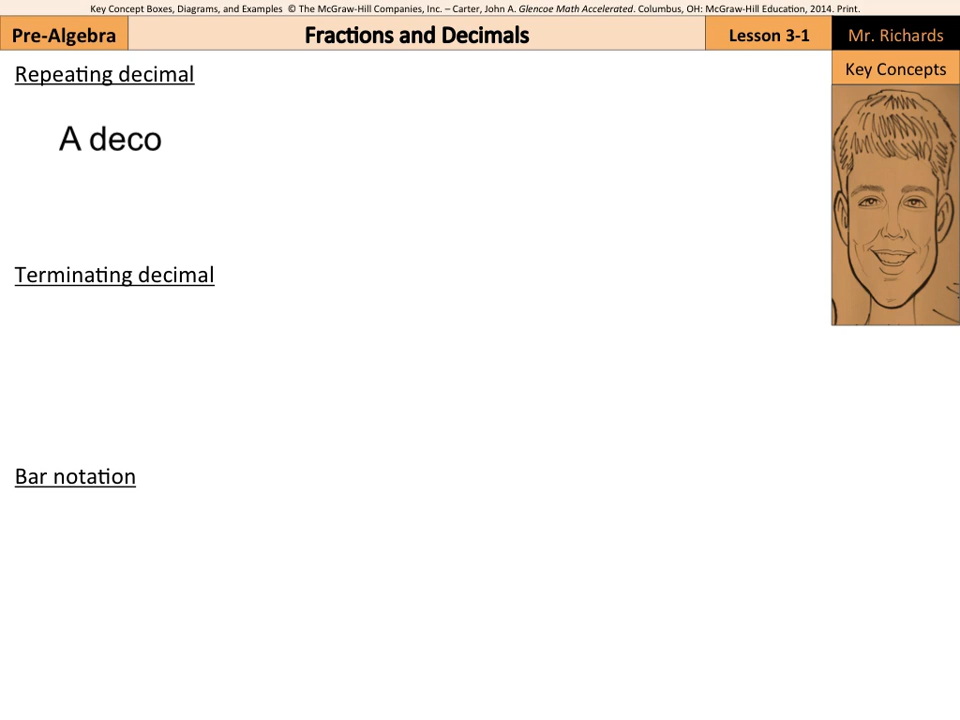 Key Concept Boxes, Diagrams, and Examples © The McGraw-Hill Companies, Inc. – Carter, John A. Glencoe Math Accelerated. Columbus, OH: McGraw-Hill Education, 2014. Print.
Pre-Algebra
Fractions and Decimals
Lesson 3-1
Mr. Richards
Key Concepts
Repeating decimal
A deco
Terminating decimal
Bar notation